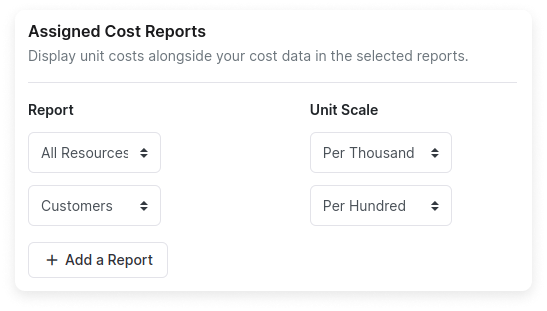 Assigned Cost Reports
Display unit costs alongside your cost data in the selected reports.
Report Unit Scale
All Resources Per Thousand
Customers Per Hundred
+ Add a Report